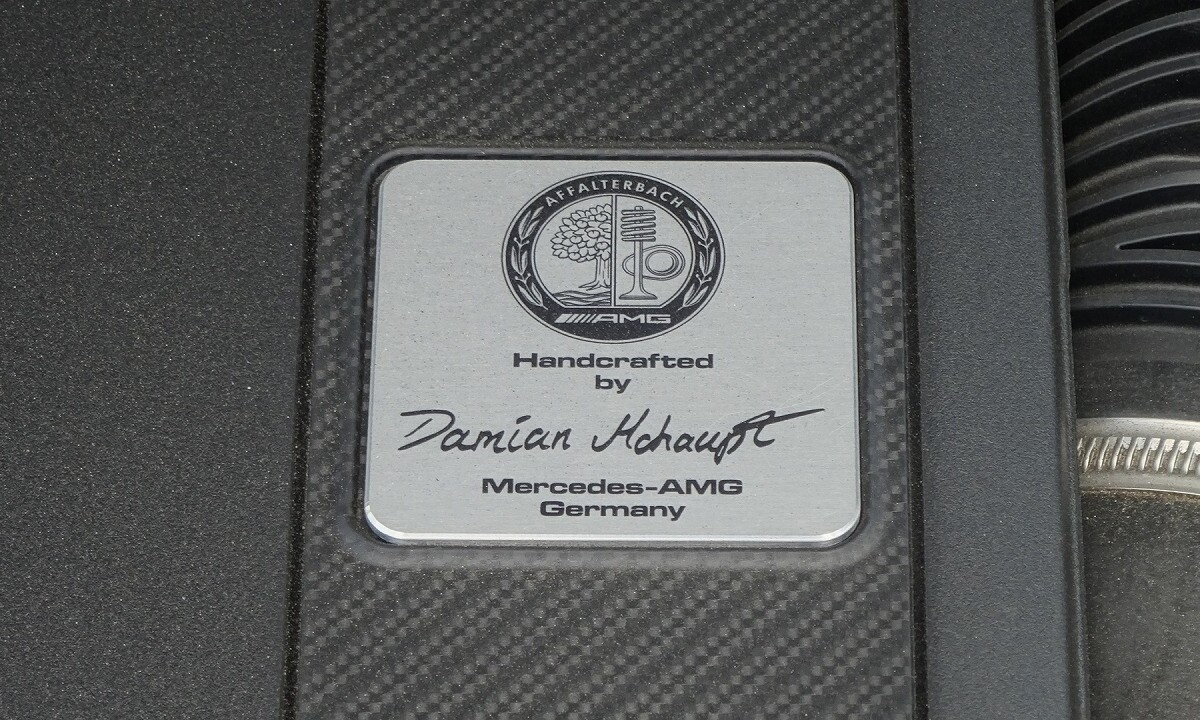 AFFALTERBACH
AMG
Handcrafted
by
Damian
Mercedes-AMG
Germany